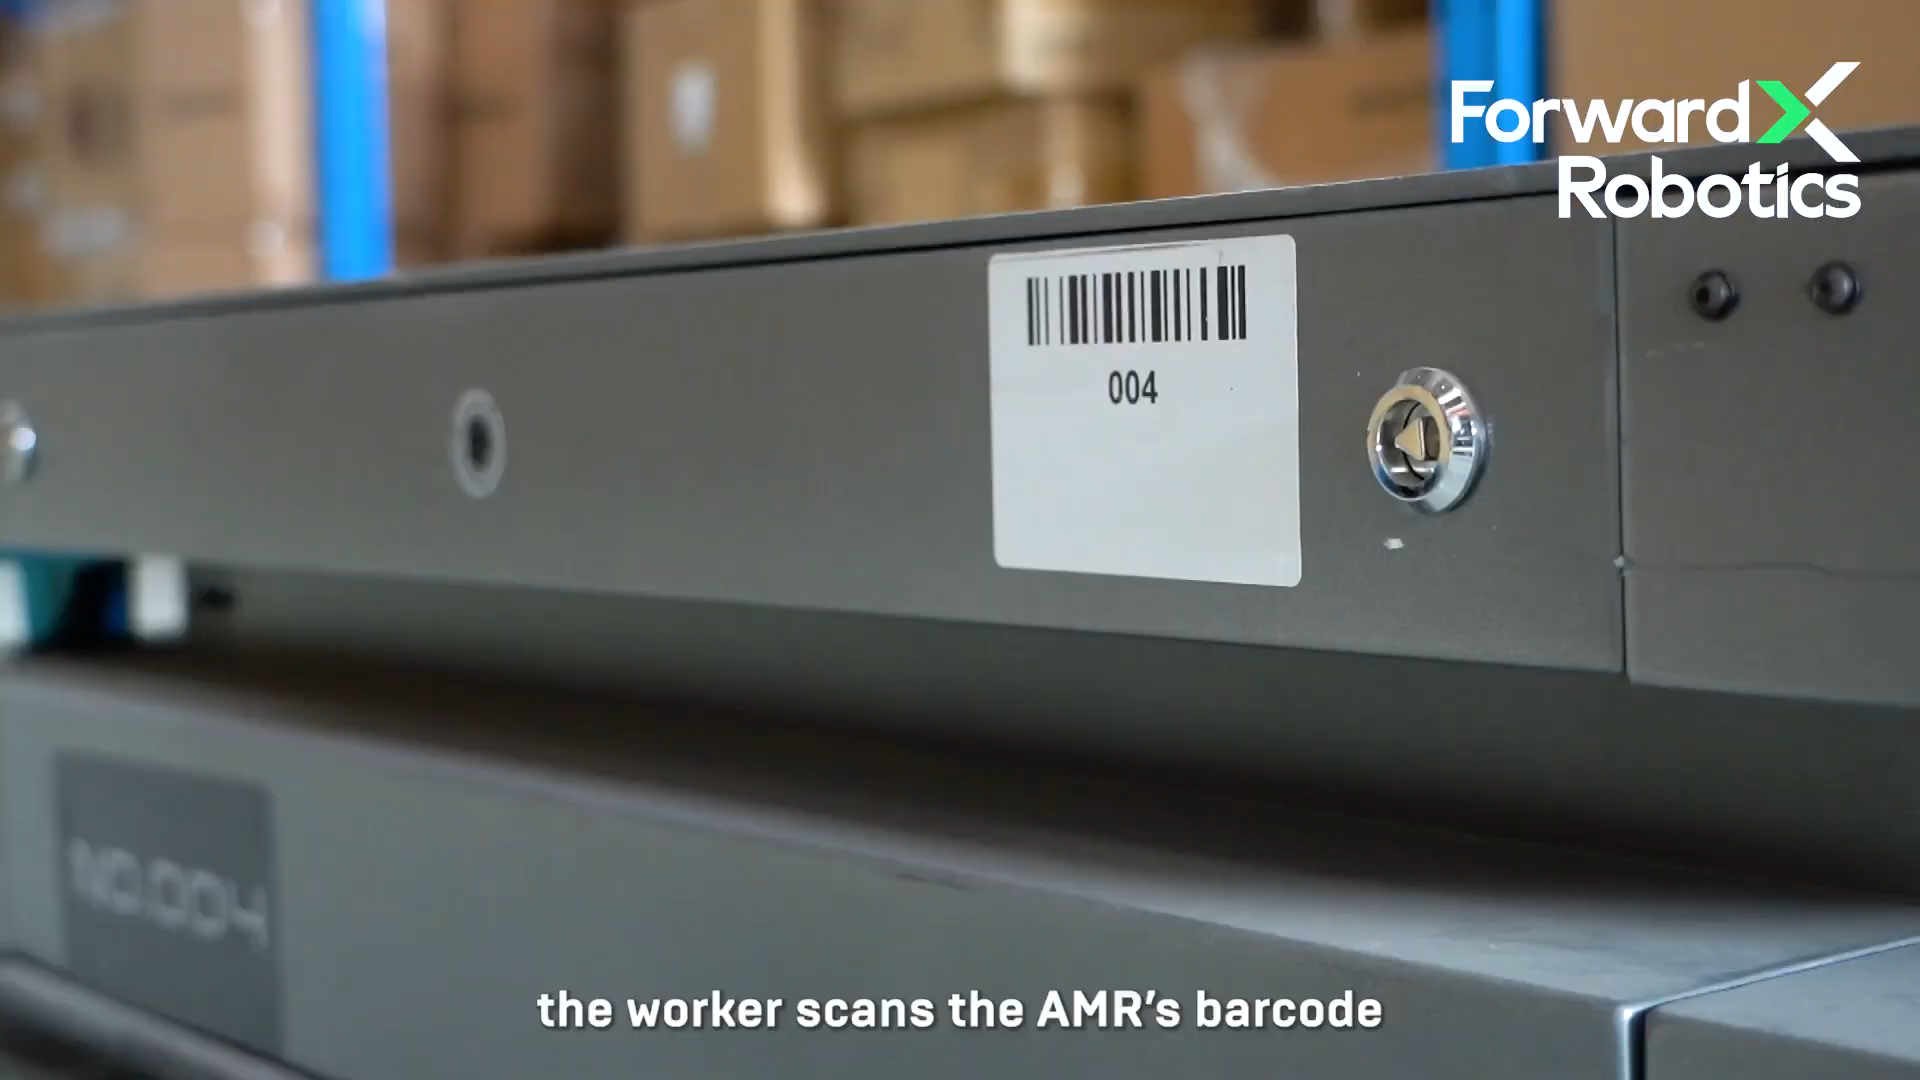 ForwardX
Robotics
004
NO.004
the worker scans the AMR's barcode